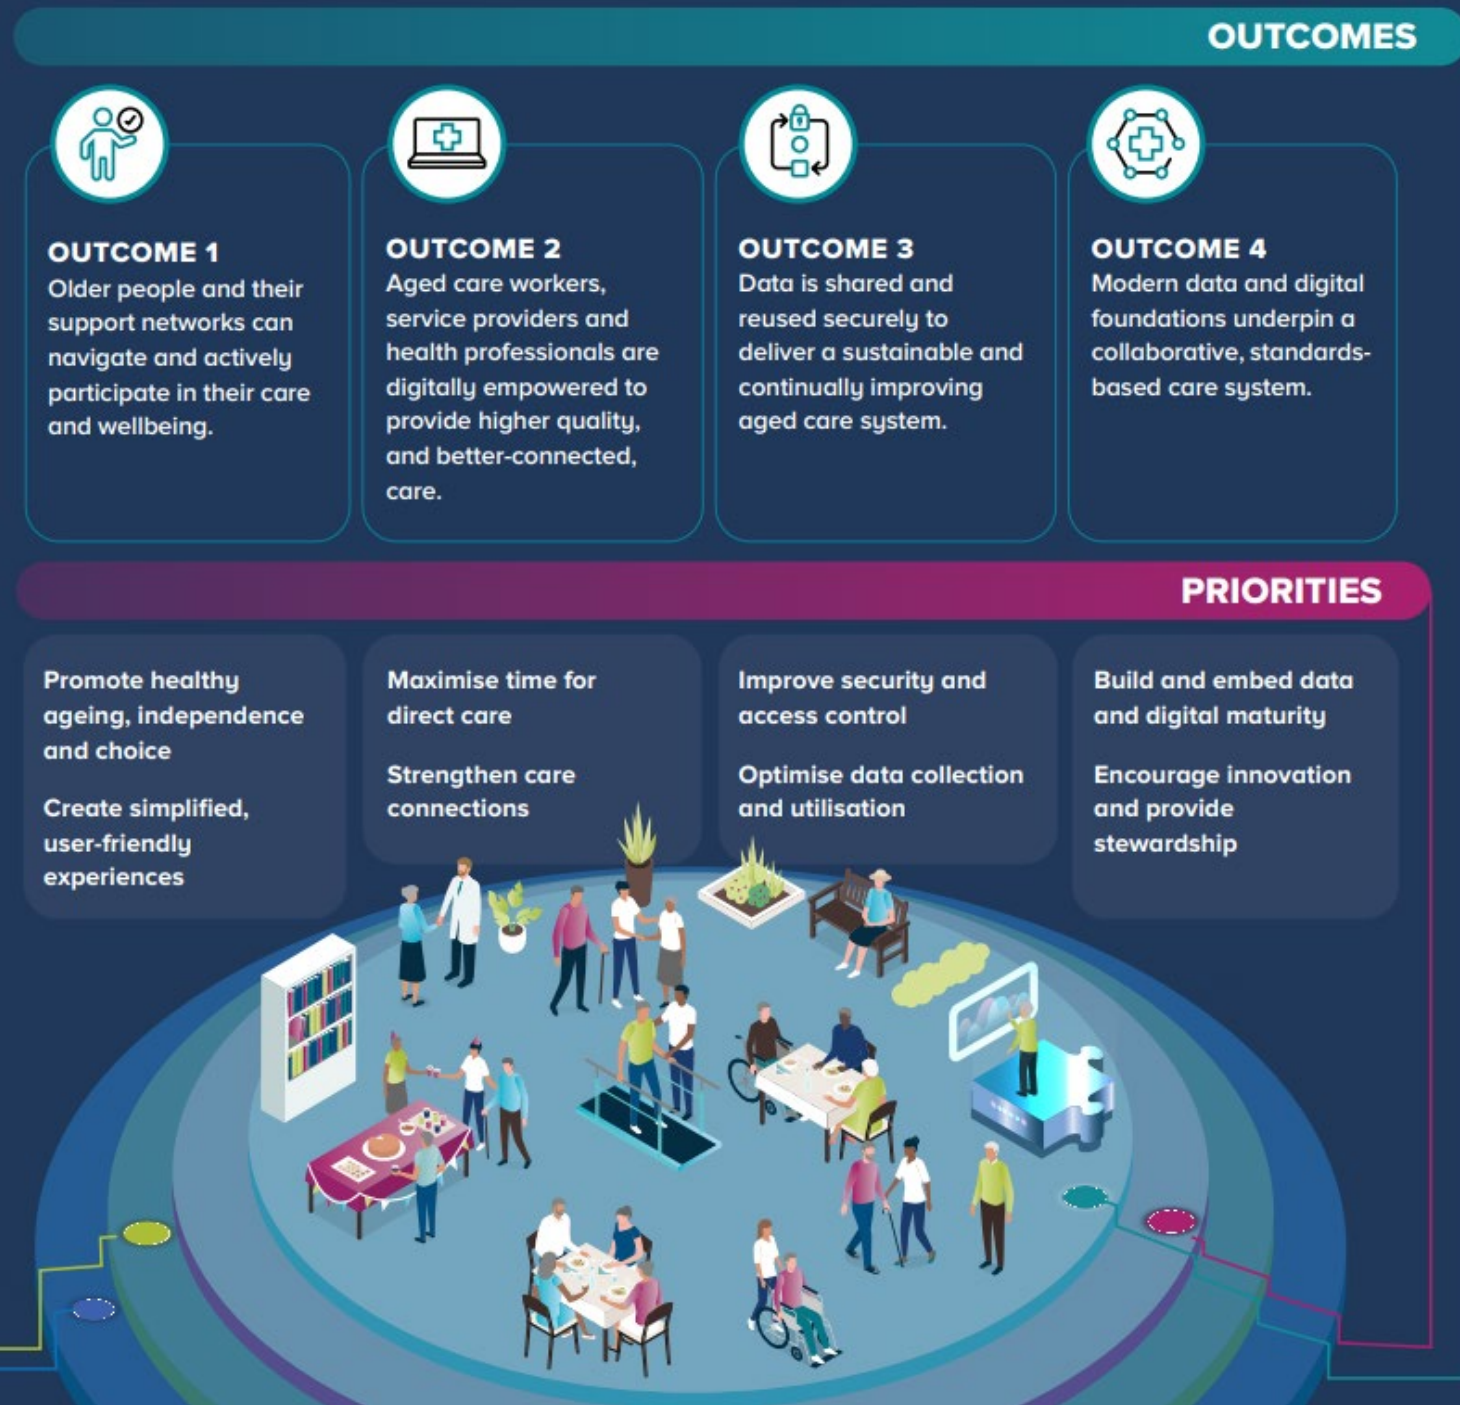 OUTCOMES
OUTCOME 1
Older people and their
support networks can
navigate and actively
participate in their care
and wellbeing.
OUTCOME 2
Aged care workers,
service providers and
health professionals are
digitally empowered to
provide higher quality,
and better-connected,
care.
OUTCOME 3
Data is shared and
reused securely to
deliver a sustainable and
continually improving
aged care system.
OUTCOME 4
Modern data and digital
foundations underpin a
collaborative, standards-
based care system.
PRIORITIES
Promote healthy
ageing, independence
and choice
Create simplified,
user-friendly
experiences
Maximise time for
direct care
Strengthen care
connections
Improve security and
access control
Optimise data collection
and utilisation
Build and embed data
and digital maturity
Encourage innovation
and provide
stewardship